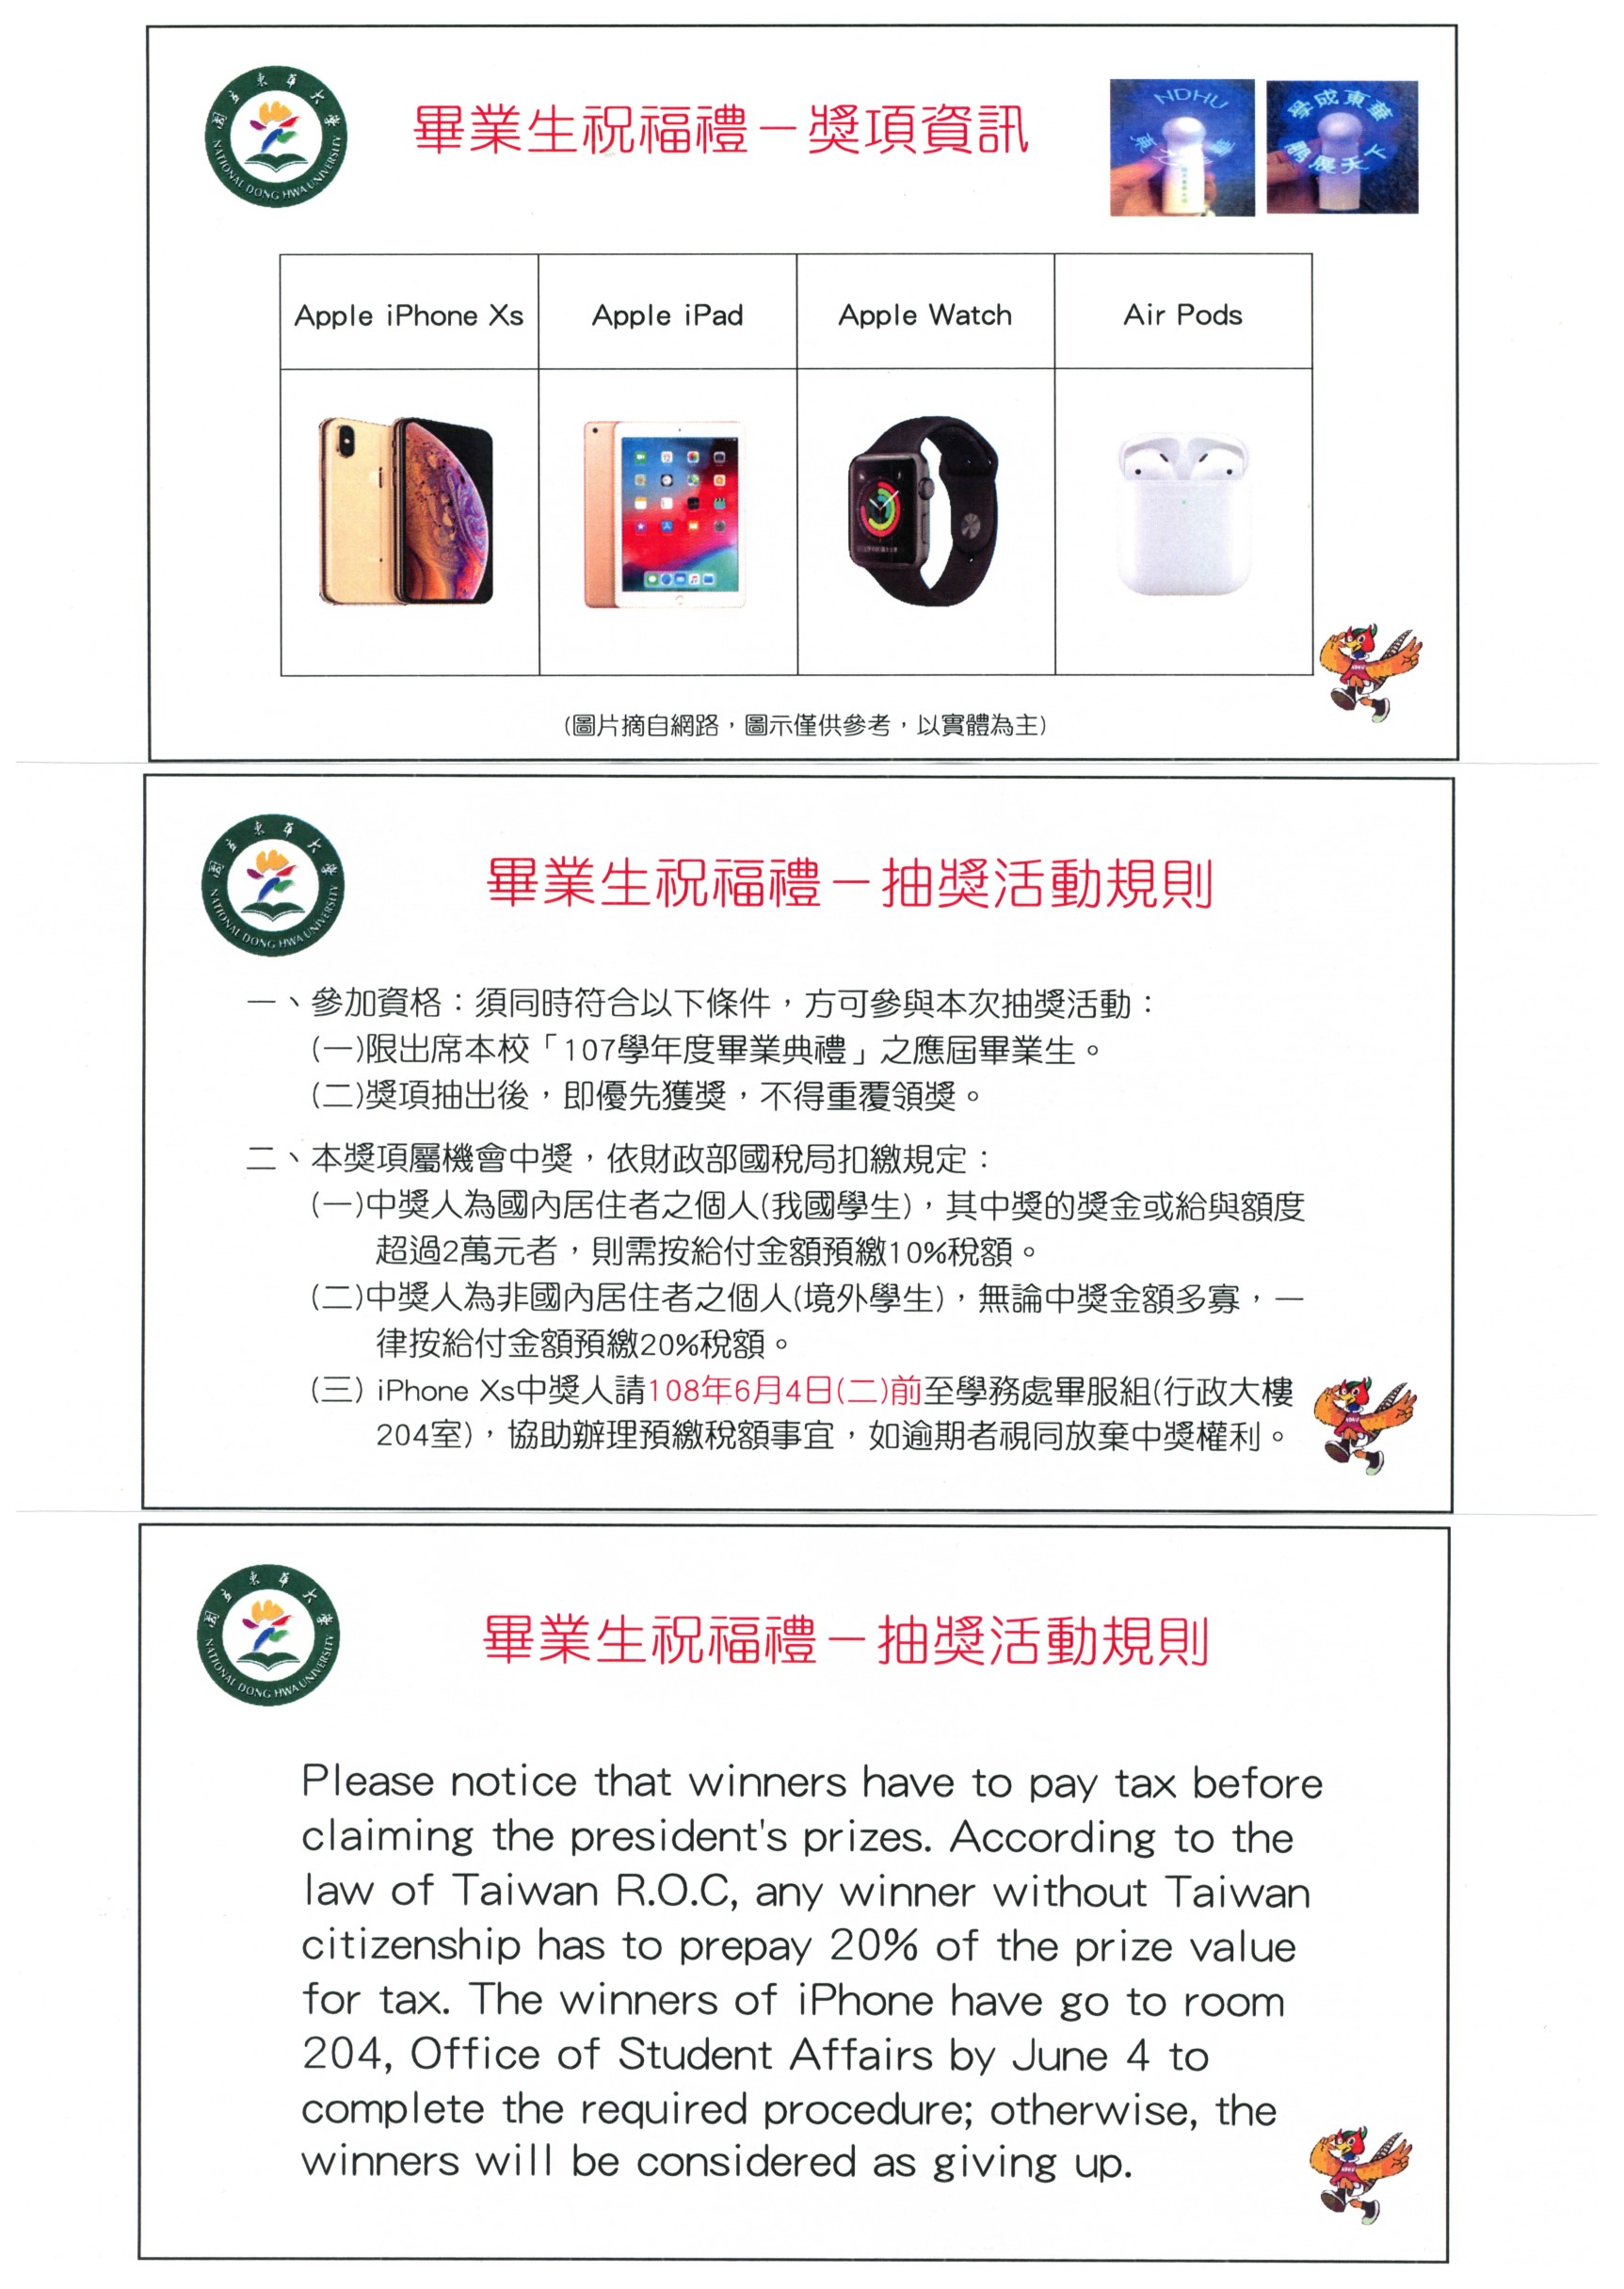 國立東華大學
NATIONAL DONG HWA UNIVERSITY
畢業生祝福禮－獎項資訊
NDHU
學成東華
鵬展天下
Apple iPhone Xs
Apple iPad
Apple Watch
Air Pods
(圖片摘自網路，圖示僅供參考，以實體為主)
國立東華大學
NATIONAL DONG HWA UNIVERSITY
畢業生祝福禮－抽獎活動規則
一、參加資格：須同時符合以下條件，方可參與本次抽獎活動：
(一)限出席本校「107學年度畢業典禮」之應屆畢業生。
(二)獎項抽出後，即優先獲獎，不得重覆領獎。
二、本獎項屬機會中獎，依財政部國稅局扣繳規定：
(一)中獎人為國內居住者之個人(我國學生)，其中獎的獎金或給與額度
超過2萬元者，則需按給付金額預繳10%稅額。
(二)中獎人為非國內居住者之個人(境外學生)，無論中獎金額多寡，一
律按給付金額預繳20%稅額。
(三) iPhone Xs中獎人請108年6月4日(二)前至學務處畢服組(行政大樓
204室)，協助辦理預繳稅額事宜，如逾期者視同放棄中獎權利。
國立東華大學
NATIONAL DONG HWA UNIVERSITY
畢業生祝福禮－抽獎活動規則
Please notice that winners have to pay tax before
claiming the president's prizes. According to the
law of Taiwan R.O.C, any winner without Taiwan
citizenship has to prepay 20% of the prize value
for tax. The winners of iPhone have go to room
204, Office of Student Affairs by June 4 to
complete the required procedure; otherwise, the
winners will be considered as giving up.